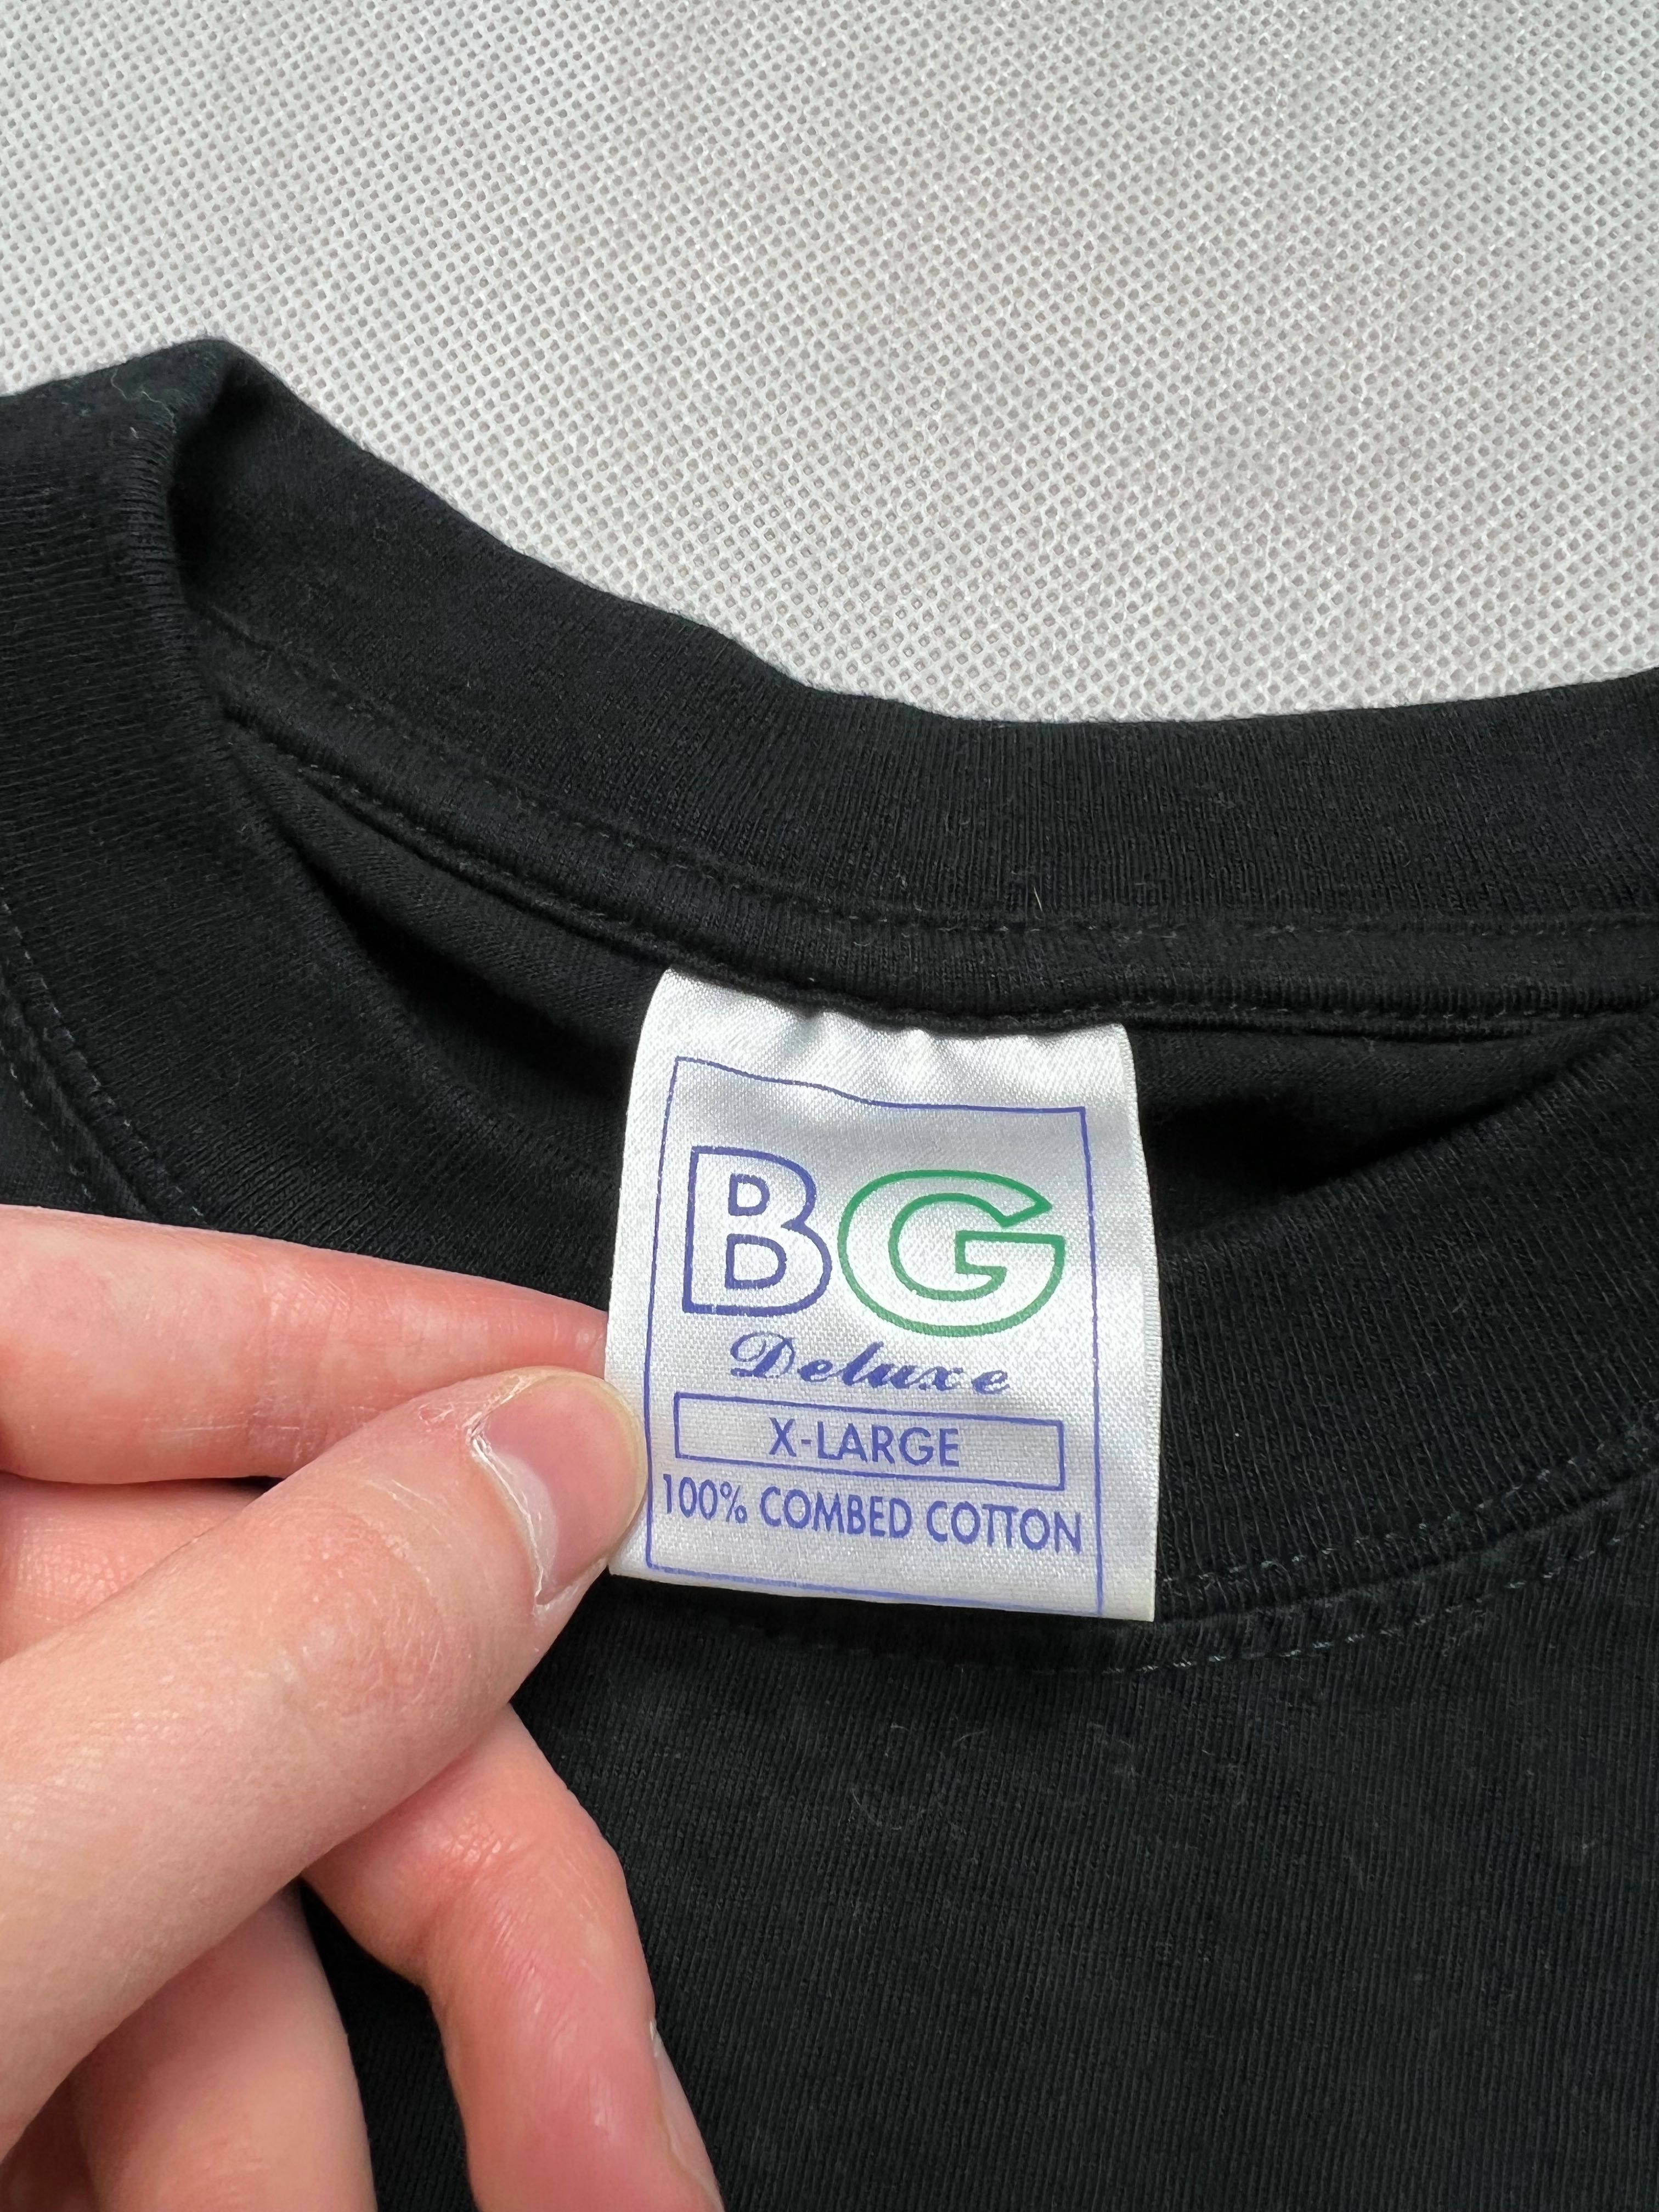 BG
Deluxe
X-LARGE
100% COMBED COTTON